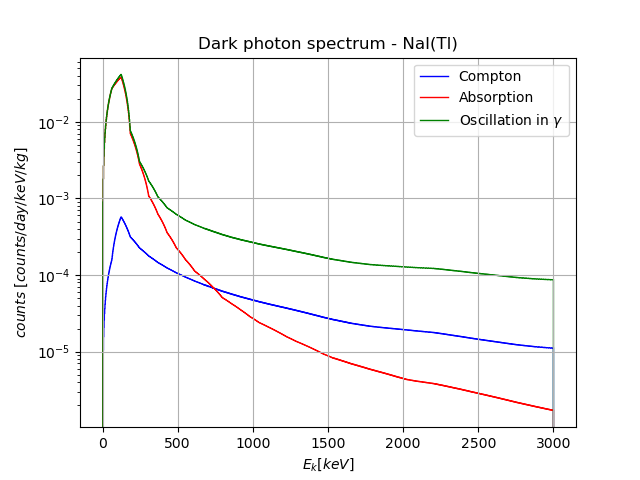 Dark photon spectrum - NaI(Tl)
Compton
Absorption
Oscillation in γ
10⁻²
10⁻³
10⁻⁴
10⁻⁵
counts [counts/day/keV/kg]
0 500 1000 1500 2000 2500 3000
Eₖ[keV]